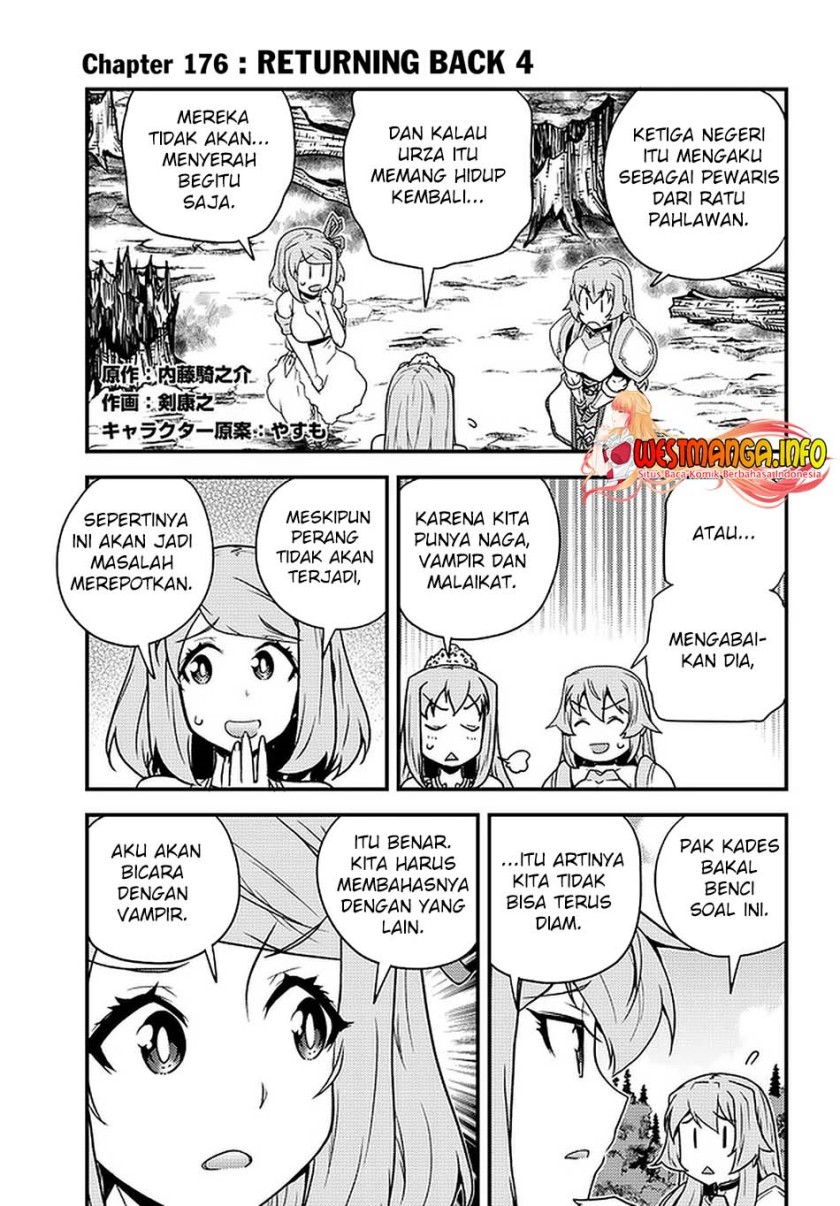 Chapter 176 : RETURNING BACK 4
KETIGA NEGERI
ITU MENGAKU
SEBAGAI PEWARIS
DARI RATU
PAHLAWAN.
DAN KALAU
URZA ITU
MEMANG HIDUP
KEMBALI...
MEREKA
TIDAK AKAN...
MENYERAH
BEGITU
SAJA.
原作：内藤騎之介
作画：剣康之
キャラクター原案：やすも
WESTMANGA.INFO
Situs Baca Komik Berbahasa Indonesia
ATAU...
MENGABAI-
KAN DIA,
KARENA KITA
PUNYA NAGA,
VAMPIR DAN
MALAIKAT.
MESKIPUN
PERANG
TIDAK AKAN
TERJADI,
SEPERTINYA
INI AKAN JADI
MASALAH
MEREPOTKAN.
PAK KADES
BAKAL
BENCI
SOAL INI.
...ITU ARTINYA
KITA TIDAK
BISA TERUS
DIAM.
ITU BENAR.
KITA HARUS
MEMBAHASNYA
DENGAN YANG
LAIN.
AKU AKAN
BICARA
DENGAN
VAMPIR.